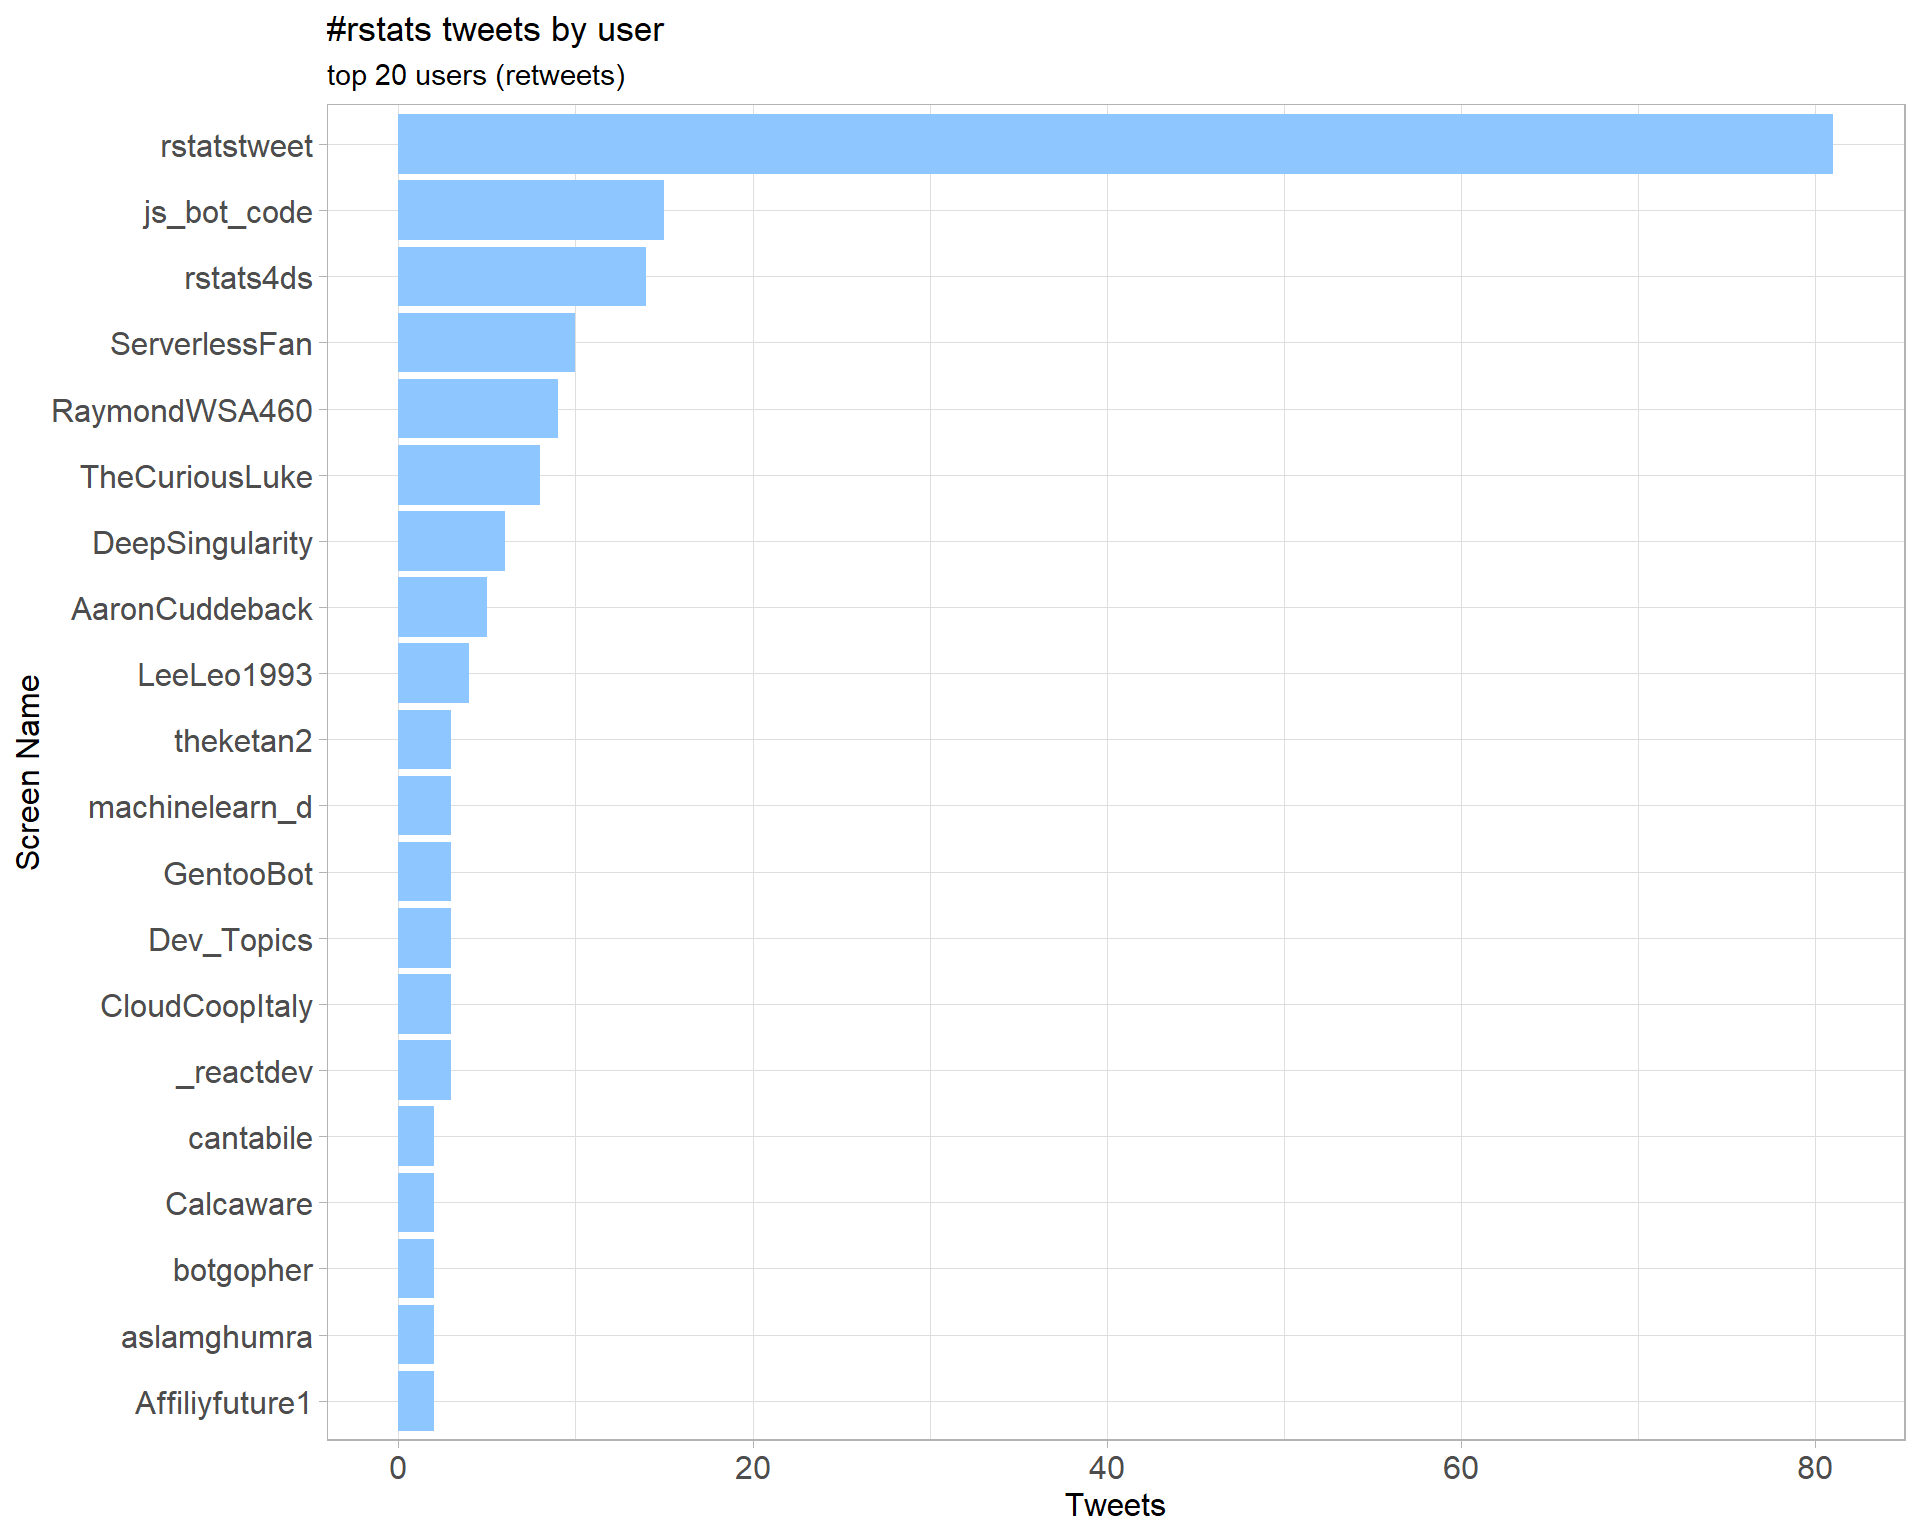 #rstats tweets by user
top 20 users (retweets)
rstatstweet
js_bot_code
rstats4ds
ServerlessFan
RaymondWSA460
TheCuriousLuke
DeepSingularity
AaronCuddeback
LeeLeo1993
theketan2
machinelearn_d
GentooBot
Dev_Topics
CloudCoopItaly
_reactdev
cantabile
Calcaware
botgopher
aslamghumra
Affiliyfuture1
Screen Name
0 20 40 60 80
Tweets